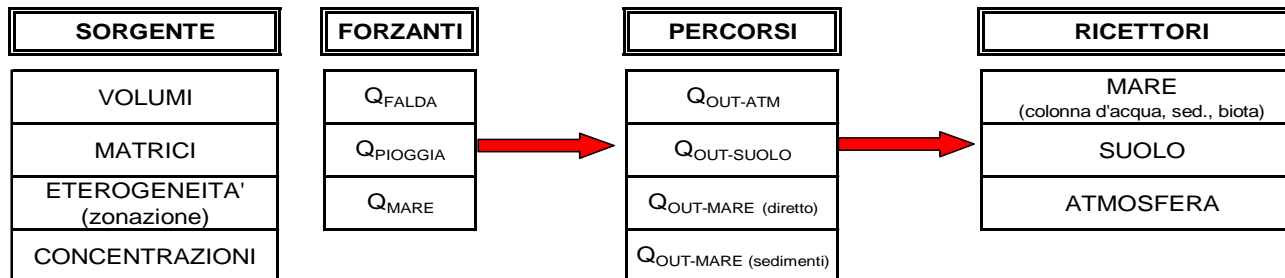 SORGENTE
VOLUMI
MATRICI
ETEROGENEITA'
(zonazione)
CONCENTRAZIONI
FORZANTI
QFALDA
QPIOGGIA
QMARE
PERCORSI
QOUT-ATM
QOUT-SUOLO
QOUT-MARE (diretto)
QOUT-MARE (sedimenti)
RICETTORI
MARE
(colonna d'acqua, sed., biota)
SUOLO
ATMOSFERA